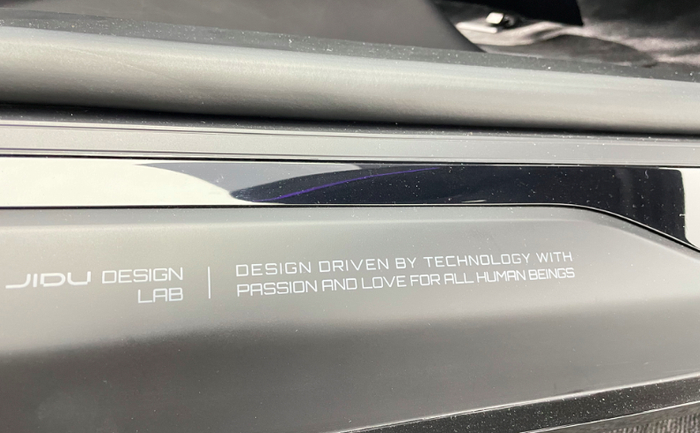 JIDU DESIGN
LAB
DESIGN DRIVEN BY TECHNOLOGY WITH
PASSION AND LOVE FOR ALL HUMAN BEINGS